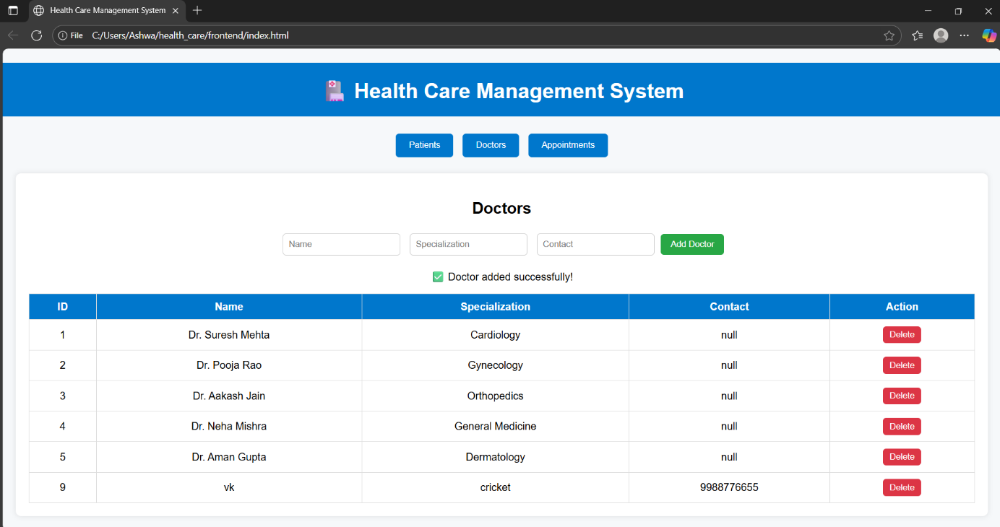 Health Care Management System
File C:/Users/Ashwa/health_care/frontend/index.html
Health Care Management System
Patients Doctors Appointments
Doctors
Name Specialization Contact Add Doctor
✅ Doctor added successfully!
ID Name Specialization Contact Action
1 Dr. Suresh Mehta Cardiology null Delete
2 Dr. Pooja Rao Gynecology null Delete
3 Dr. Aakash Jain Orthopedics null Delete
4 Dr. Neha Mishra General Medicine null Delete
5 Dr. Aman Gupta Dermatology null Delete
9 vk cricket 9988776655 Delete